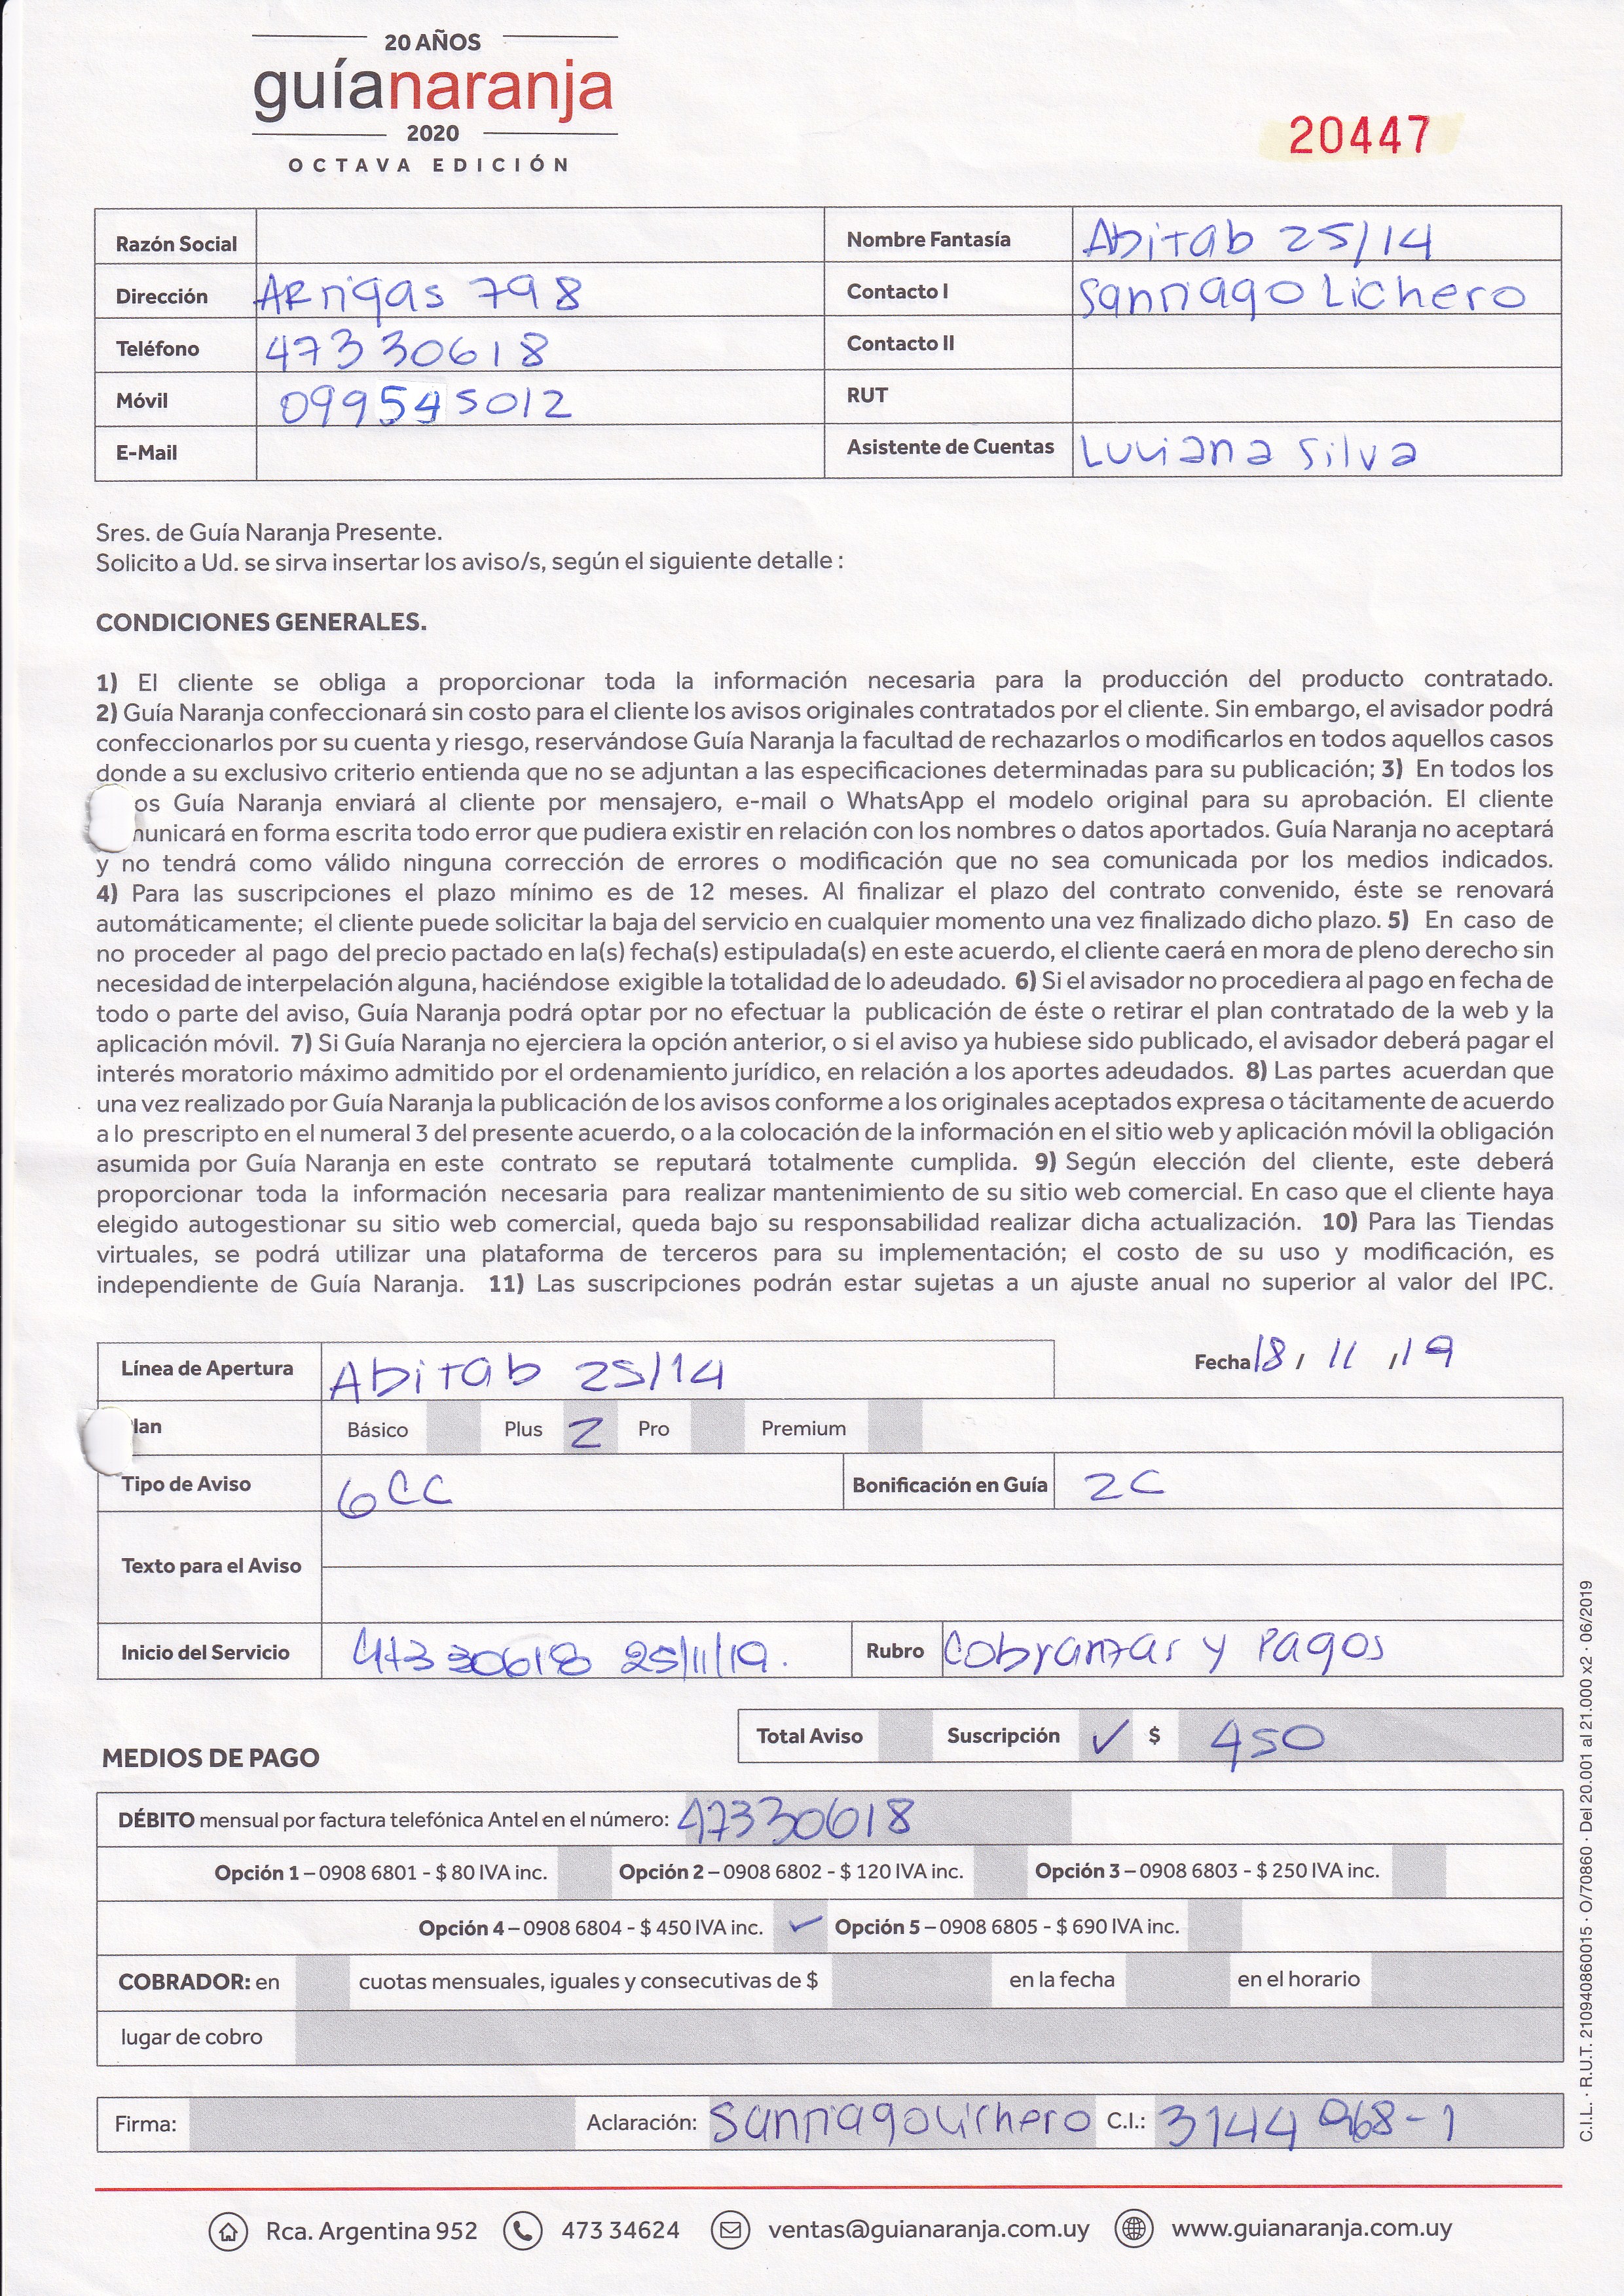 20 AÑOS
guíanaranja
2020
OCTAVA EDICIÓN
20447
Razón Social
Nombre Fantasía Abitab 25/14
Dirección Artigas 798
Contacto I Santiago Lichero
Teléfono 473 30618
Contacto II
Móvil 099545012
RUT
E-Mail
Asistente de Cuentas Luciana Silva
Sres. de Guía Naranja Presente.
Solicito a Ud. se sirva insertar los aviso/s, según el siguiente detalle :
CONDICIONES GENERALES.
1) El cliente se obliga a proporcionar toda la información necesaria para la producción del producto contratado.
2) Guía Naranja confeccionará sin costo para el cliente los avisos originales contratados por el cliente. Sin embargo, el avisador podrá
confeccionarlos por su cuenta y riesgo, reservándose Guía Naranja la facultad de rechazarlos o modificarlos en todos aquellos casos
donde a su exclusivo criterio entienda que no se adjuntan a las especificaciones determinadas para su publicación; 3) En todos los
os Guía Naranja enviará al cliente por mensajero, e-mail o WhatsApp el modelo original para su aprobación. El cliente
unicará en forma escrita todo error que pudiera existir en relación con los nombres o datos aportados. Guía Naranja no aceptará
y no tendrá como válido ninguna corrección de errores o modificación que no sea comunicada por los medios indicados.
4) Para las suscripciones el plazo mínimo es de 12 meses. Al finalizar el plazo del contrato convenido, éste se renovará
automáticamente; el cliente puede solicitar la baja del servicio en cualquier momento una vez finalizado dicho plazo. 5) En caso de
no proceder al pago del precio pactado en la(s) fecha(s) estipulada(s) en este acuerdo, el cliente caerá en mora de pleno derecho sin
necesidad de interpelación alguna, haciéndose exigible la totalidad de lo adeudado. 6) Si el avisador no procediera al pago en fecha de
todo o parte del aviso, Guía Naranja podrá optar por no efectuar la publicación de éste o retirar el plan contratado de la web y la
aplicación móvil. 7) Si Guía Naranja no ejerciera la opción anterior, o si el aviso ya hubiese sido publicado, el avisador deberá pagar el
interés moratorio máximo admitido por el ordenamiento jurídico, en relación a los aportes adeudados. 8) Las partes acuerdan que
una vez realizado por Guía Naranja la publicación de los avisos conforme a los originales aceptados expresa o tácitamente de acuerdo
a lo prescripto en el numeral 3 del presente acuerdo, o a la colocación de la información en el sitio web y aplicación móvil la obligación
asumida por Guía Naranja en este contrato se reputará totalmente cumplida. 9) Según elección del cliente, este deberá
proporcionar toda la información necesaria para realizar mantenimiento de su sitio web comercial. En caso que el cliente haya
elegido autogestionar su sitio web comercial, queda bajo su responsabilidad realizar dicha actualización. 10) Para las Tiendas
virtuales, se podrá utilizar una plataforma de terceros para su implementación; el costo de su uso y modificación, es
independiente de Guía Naranja. 11) Las suscripciones podrán estar sujetas a un ajuste anual no superior al valor del IPC.
Línea de Apertura Abitab 25/14
Fecha 18 / 11 / 19
lan Básico Plus 2 Pro Premium
Tipo de Aviso 6CC Bonificación en Guía 2C
Texto para el Aviso
Inicio del Servicio 473 30618 25/11/19. Rubro Cobranzas y Pagos
Total Aviso Suscripción ✓ $ 450
MEDIOS DE PAGO
DÉBITO mensual por factura telefónica Antel en el número: 47330618
Opción 1 – 0908 6801 - $ 80 IVA inc. Opción 2 – 0908 6802 - $ 120 IVA inc. Opción 3 – 0908 6803 - $ 250 IVA inc.
Opción 4 – 0908 6804 - $ 450 IVA inc. ✓ Opción 5 – 0908 6805 - $ 690 IVA inc.
COBRADOR: en cuotas mensuales, iguales y consecutivas de $ en la fecha en el horario
lugar de cobro
Firma: Aclaración: Santiago Lichero C.I.: 3144 968-1
C.I.L. · R.U.T. 210940860015 · O/70860 · Del 20.001 al 21.000 x2 · 06/2019
Rca. Argentina 952 473 34624 ventas@guianaranja.com.uy www.guianaranja.com.uy